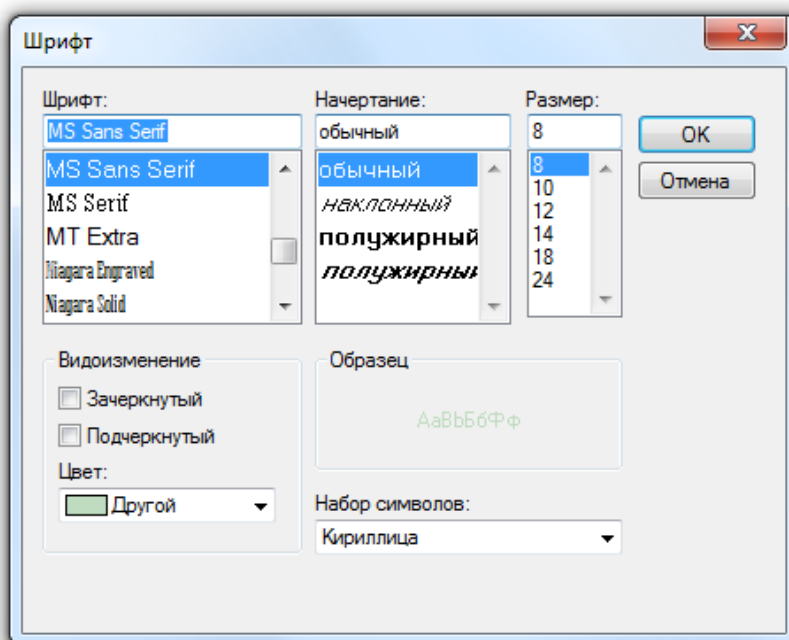 Шрифт
Шрифт:
MS Sans Serif
MS Sans Serif
MS Serif
MT Extra
Niagara Engraved
Niagara Solid
Начертание:
обычный
обычный
наклонный
полужирный
полужирный
Размер:
8
8
10
12
14
18
24
OK
Отмена
Видоизменение
Зачеркнутый
Подчеркнутый
Цвет:
Другой
Образец
АаВbБбФф
Набор символов:
Кириллица